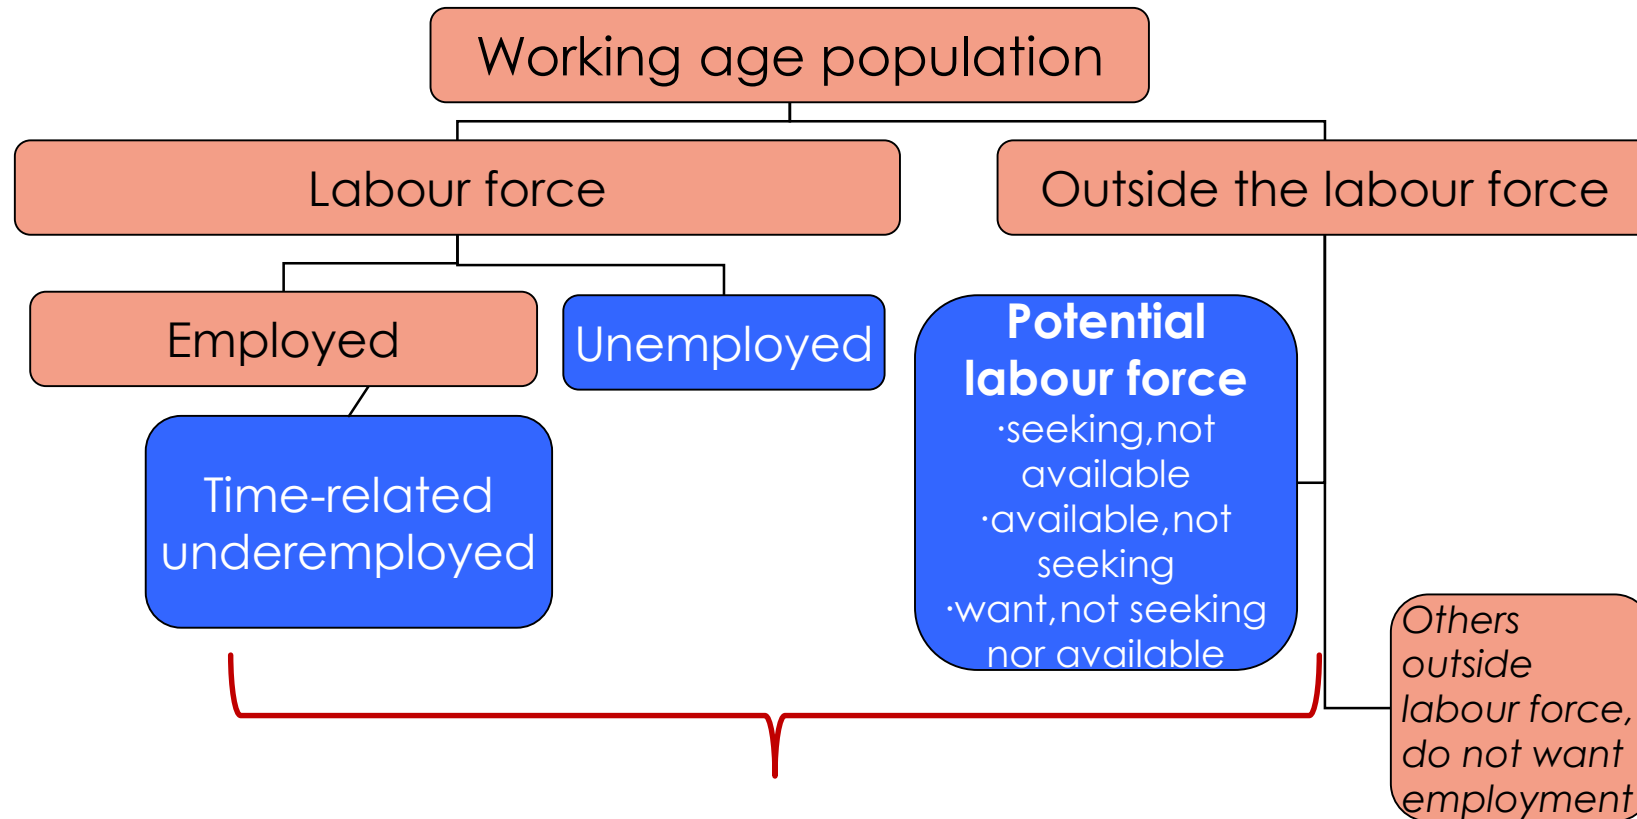 Working age population
Labour force
Outside the labour force
Employed
Unemployed
Time-related
underemployed
Potential
labour force
·seeking,not
available
·available,not
seeking
·want,not seeking
nor available
Others
outside
labour force,
do not want
employment